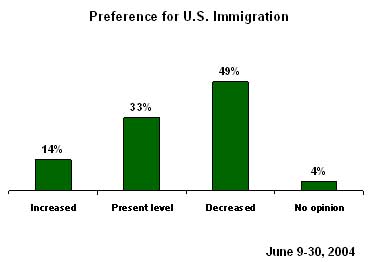 Preference for U.S. Immigration
49%
33%
14%
4%
Increased Present level Decreased No opinion
June 9-30, 2004